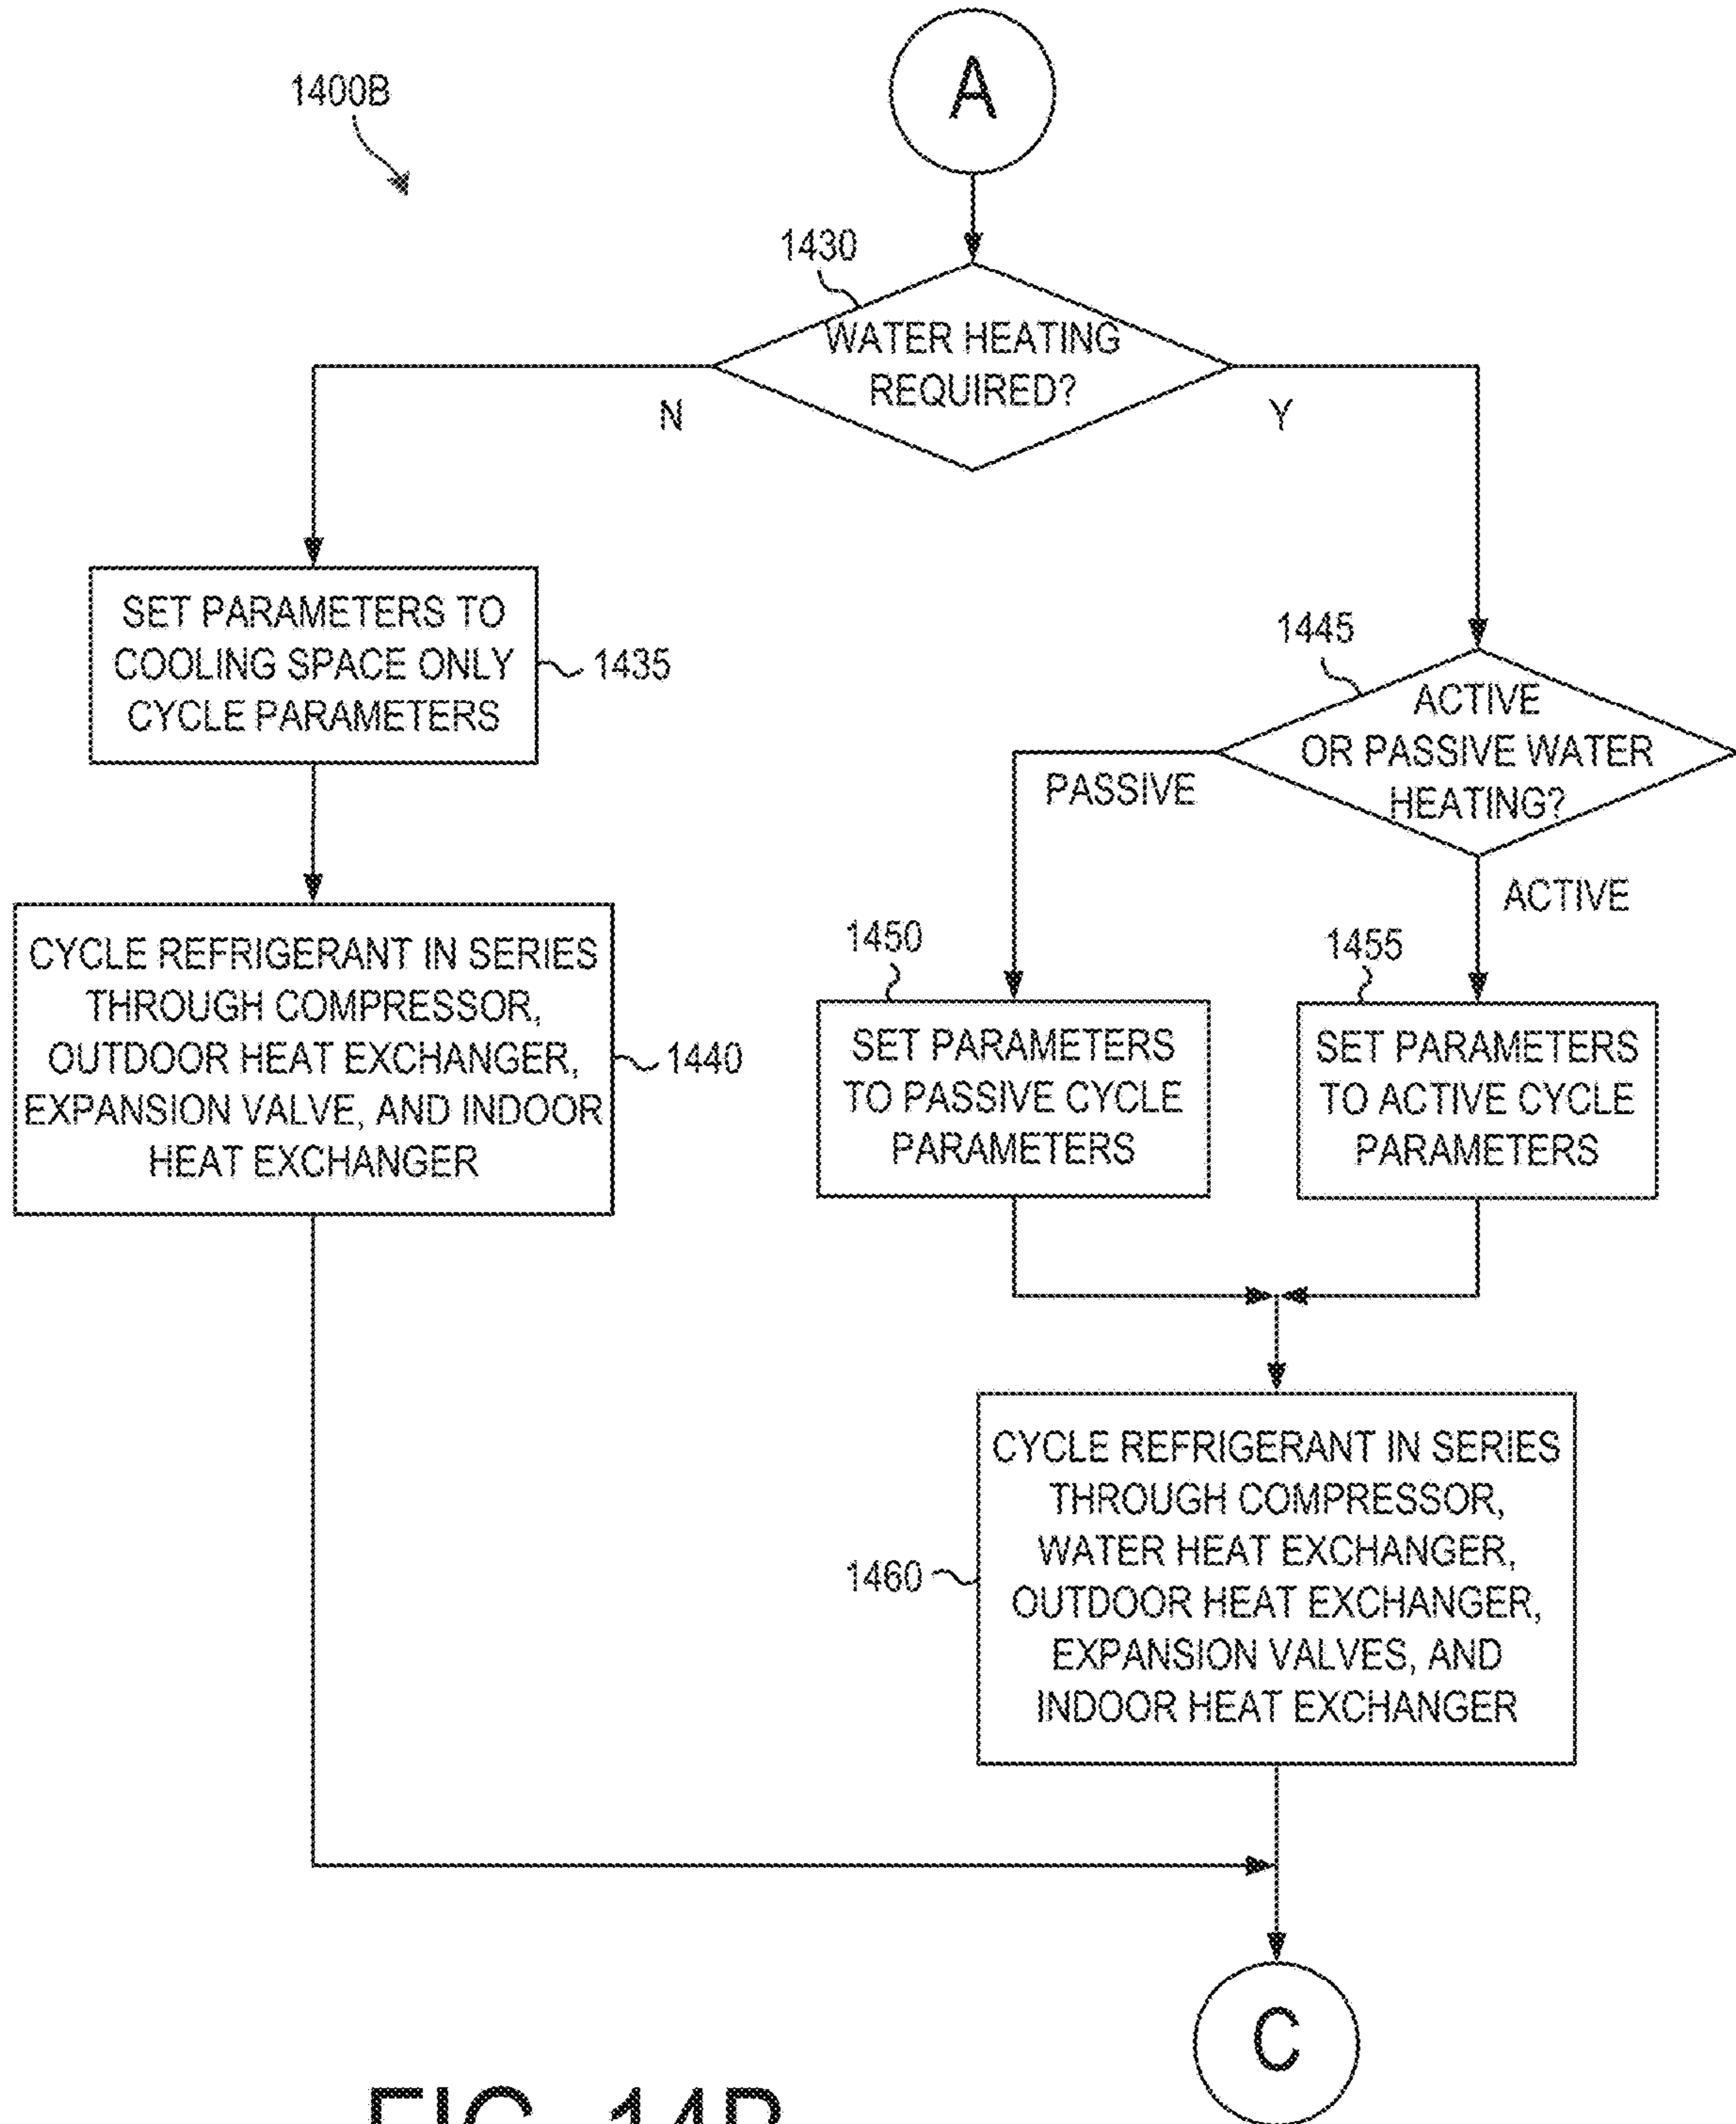 1400B
A
1430
WATER HEATING
REQUIRED?
N
Y
SET PARAMETERS TO
COOLING SPACE ONLY
CYCLE PARAMETERS
1435
1445
ACTIVE
OR PASSIVE WATER
HEATING?
PASSIVE
ACTIVE
CYCLE REFRIGERANT IN SERIES
THROUGH COMPRESSOR,
OUTDOOR HEAT EXCHANGER,
EXPANSION VALVE, AND INDOOR
HEAT EXCHANGER
1440
1450
SET PARAMETERS
TO PASSIVE CYCLE
PARAMETERS
1455
SET PARAMETERS
TO ACTIVE CYCLE
PARAMETERS
1460
CYCLE REFRIGERANT IN SERIES
THROUGH COMPRESSOR,
WATER HEAT EXCHANGER,
OUTDOOR HEAT EXCHANGER,
EXPANSION VALVES, AND
INDOOR HEAT EXCHANGER
C
FIG. 14B